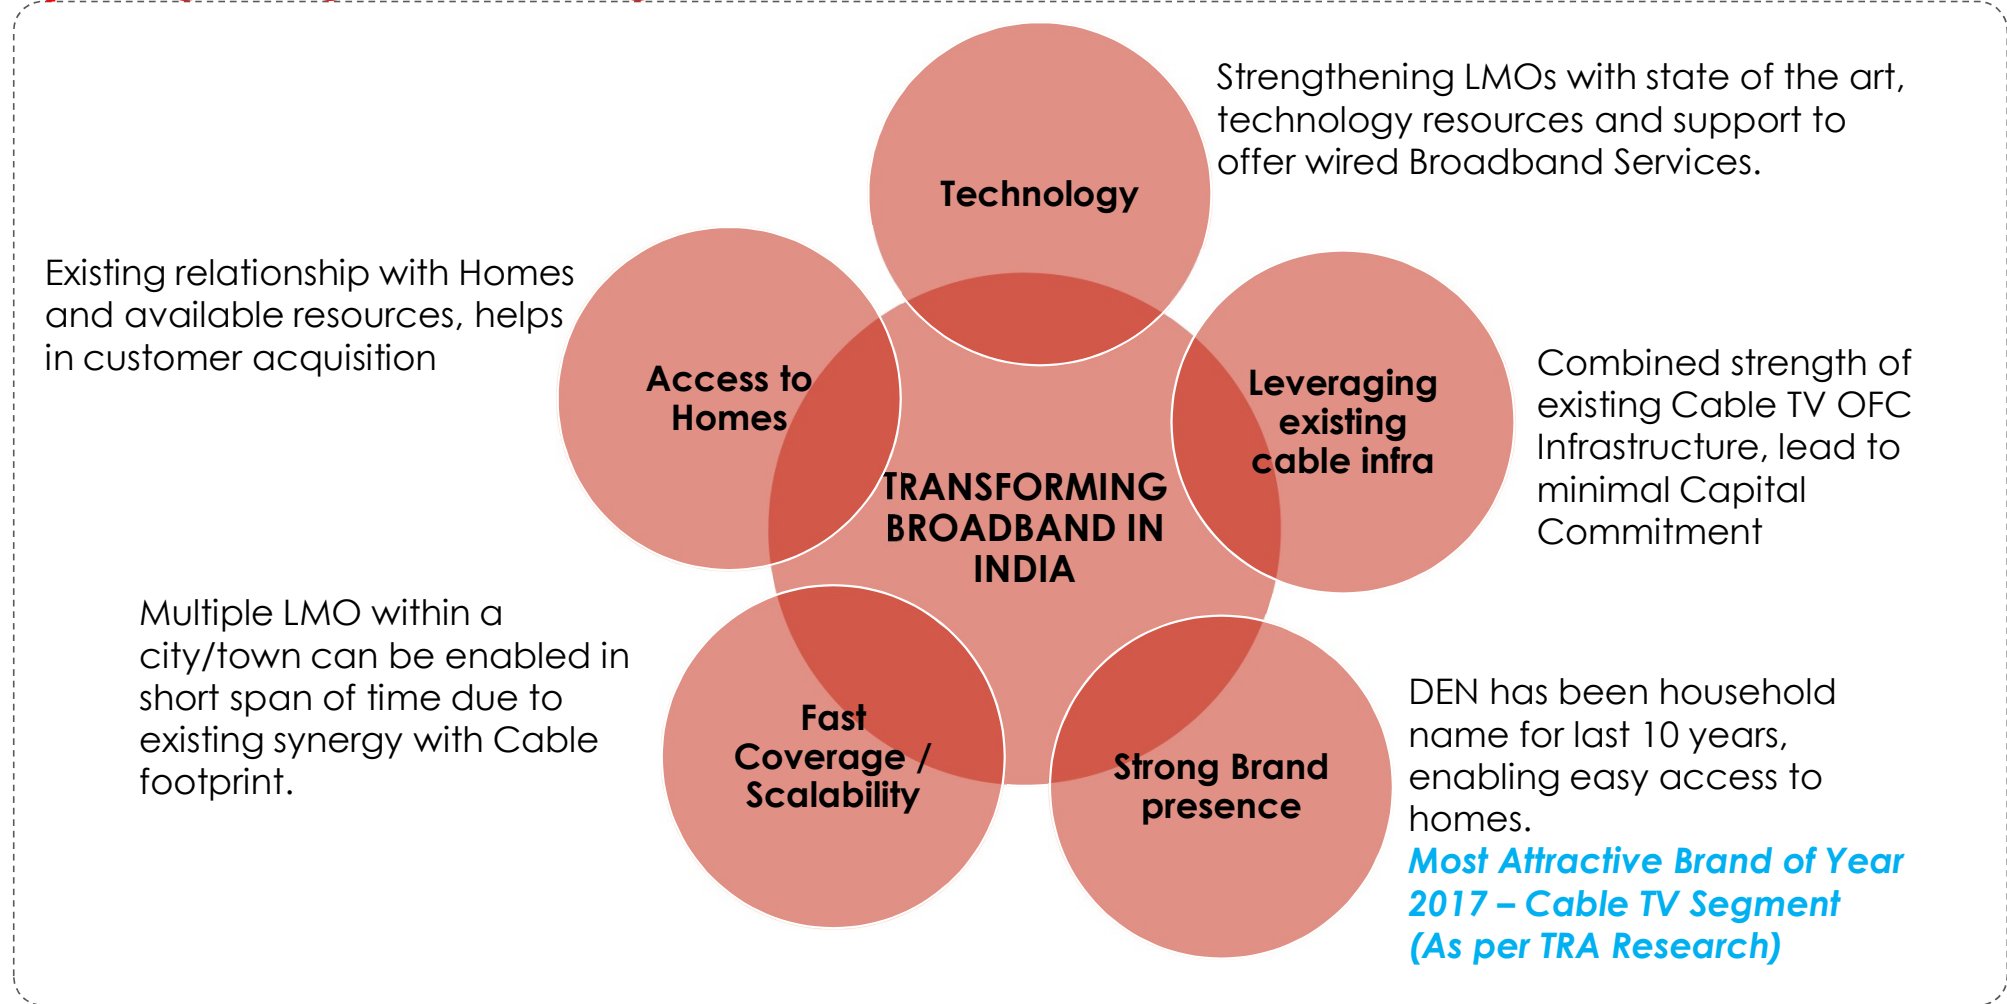 Technology
Strengthening LMOs with state of the art,
technology resources and support to
offer wired Broadband Services.
Existing relationship with Homes
and available resources, helps
in customer acquisition
Access to
Homes
Leveraging
existing
cable infra
Combined strength of
existing Cable TV OFC
Infrastructure, lead to
minimal Capital
Commitment
TRANSFORMING
BROADBAND IN
INDIA
Multiple LMO within a
city/town can be enabled in
short span of time due to
existing synergy with Cable
footprint.
Fast
Coverage /
Scalability
Strong Brand
presence
DEN has been household
name for last 10 years,
enabling easy access to
homes.
Most Attractive Brand of Year
2017 – Cable TV Segment
(As per TRA Research)